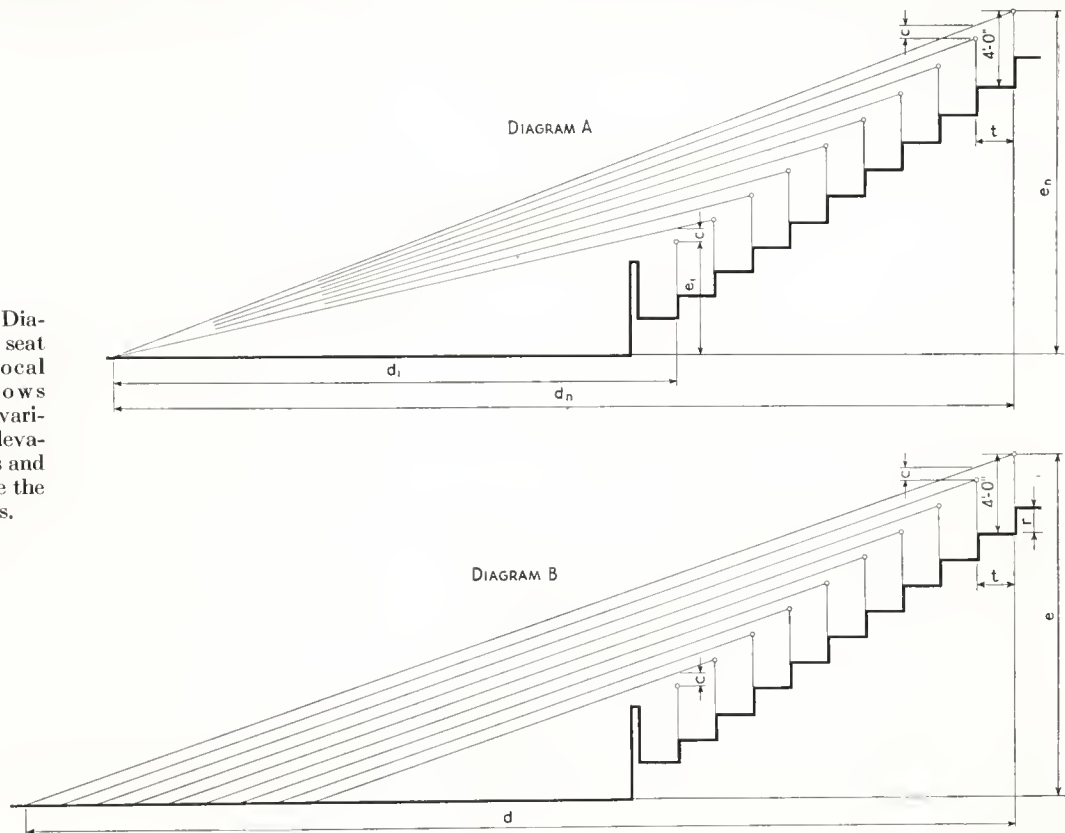 Dia-
seat
ocal
ows
vari-
leva-
s and
e the
s.
DIAGRAM A
c
4'-0"
t
eₙ
c
e₁
d₁
dₙ
DIAGRAM B
c
4'-0"
r
t
e
c
d